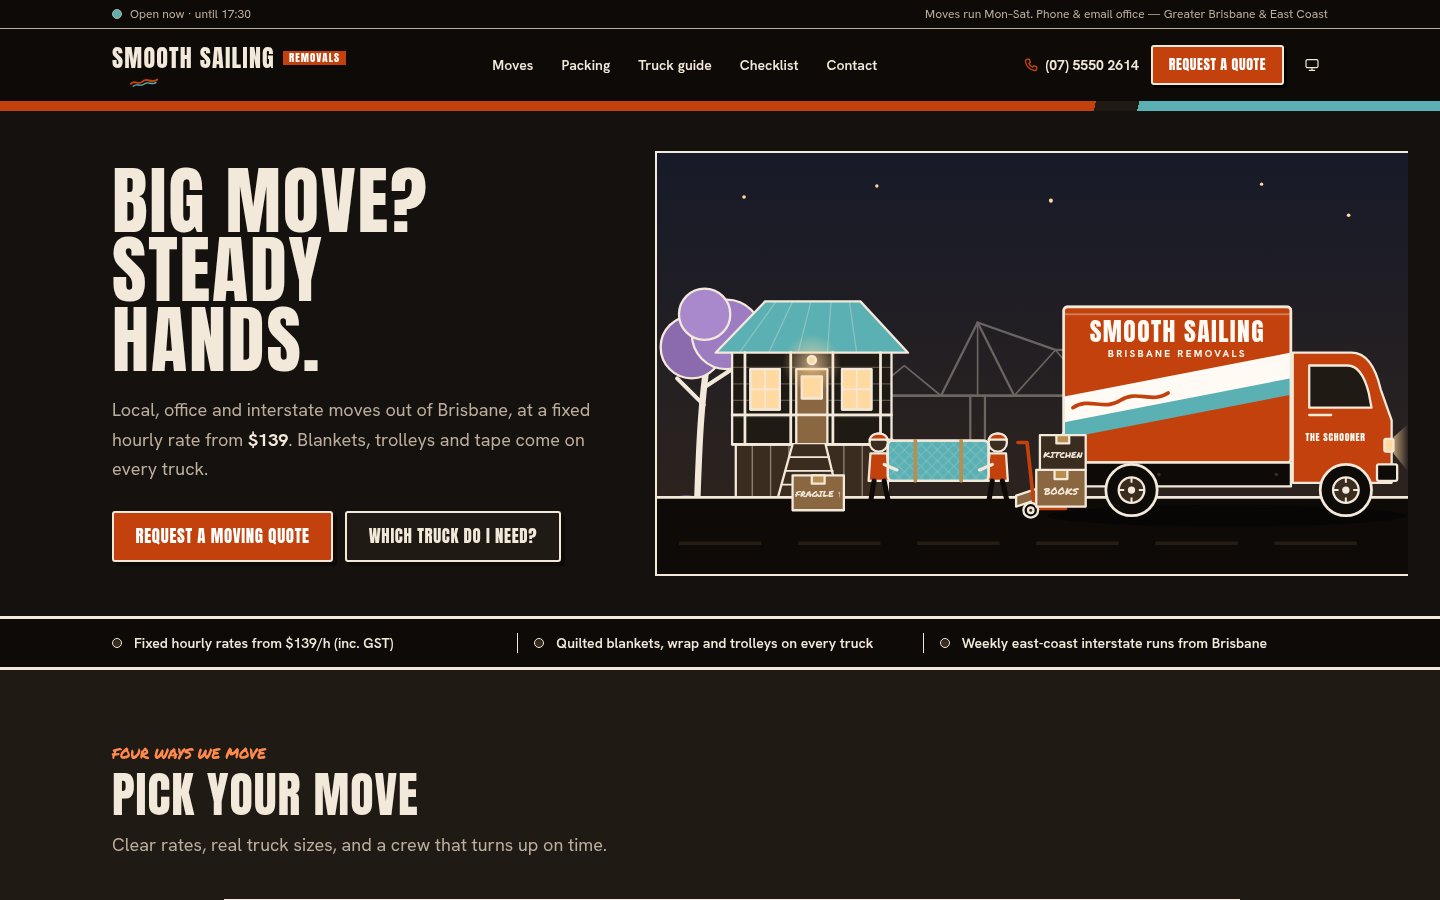 Open now · until 17:30
Moves run Mon–Sat. Phone & email office — Greater Brisbane & East Coast
SMOOTH SAILING REMOVALS
Moves
Packing
Truck guide
Checklist
Contact
(07) 5550 2614
REQUEST A QUOTE
BIG MOVE?
STEADY
HANDS.
Local, office and interstate moves out of Brisbane, at a fixed
hourly rate from $139. Blankets, trolleys and tape come on
every truck.
REQUEST A MOVING QUOTE
WHICH TRUCK DO I NEED?
SMOOTH SAILING
BRISBANE REMOVALS
THE SCHOONER
KITCHEN
BOOKS
FRAGILE ↑
Fixed hourly rates from $139/h (inc. GST)
Quilted blankets, wrap and trolleys on every truck
Weekly east-coast interstate runs from Brisbane
FOUR WAYS WE MOVE
PICK YOUR MOVE
Clear rates, real truck sizes, and a crew that turns up on time.